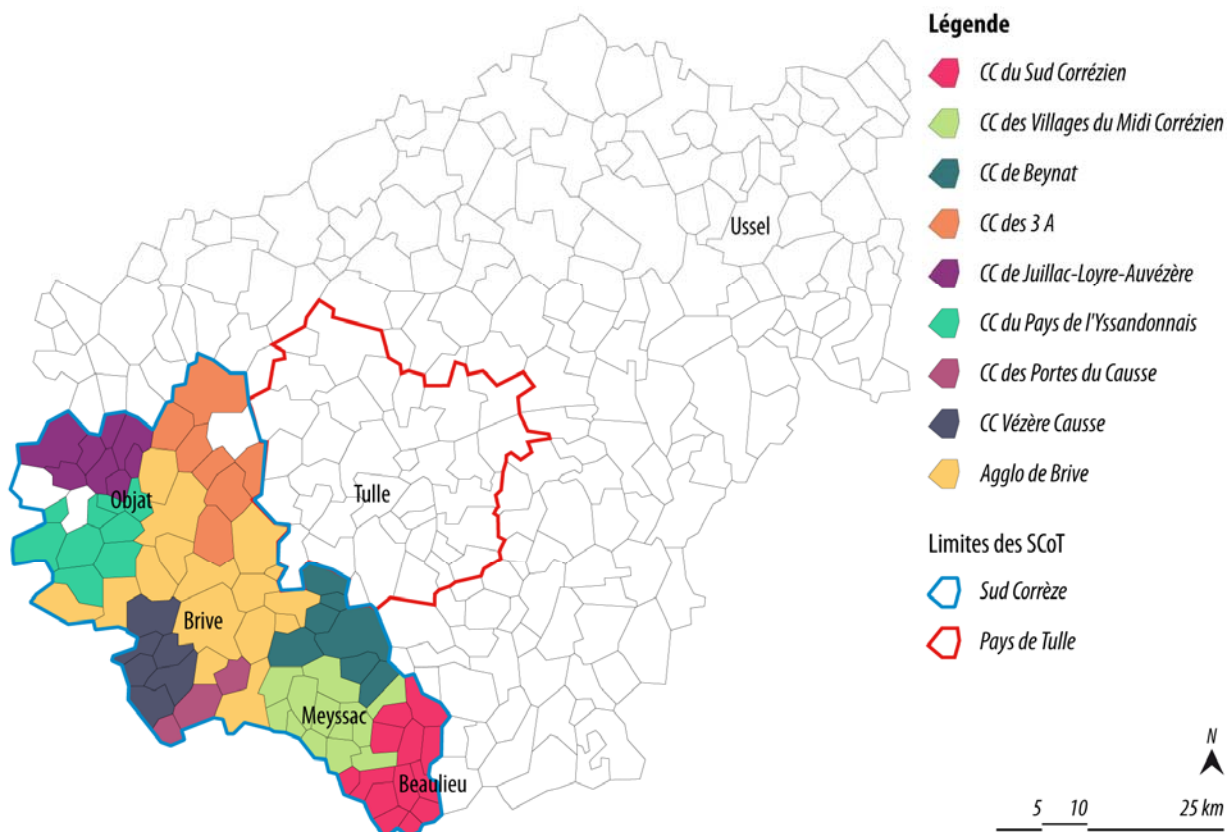 Légende
CC du Sud Corrézien
CC des Villages du Midi Corrézien
CC de Beynat
CC des 3 A
CC de Juillac-Loyre-Auvézère
CC du Pays de l'Yssandonnais
CC des Portes du Causse
CC Vézère Causse
Agglo de Brive
Limites des SCoT
Sud Corrèze
Pays de Tulle
Ussel
Tulle
Objat
Brive
Meyssac
Beaulieu
N
5 10 25 km